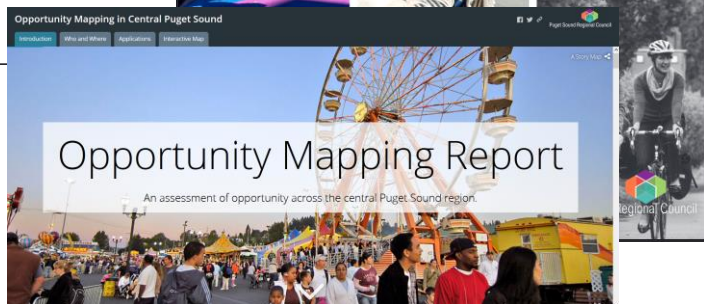 Opportunity Mapping in Central Puget Sound
Puget Sound Regional Council
Introduction
Who and Where
Applications
Interactive Map
A Story Map
Opportunity Mapping Report
An assessment of opportunity across the central Puget Sound region.
Regional Council